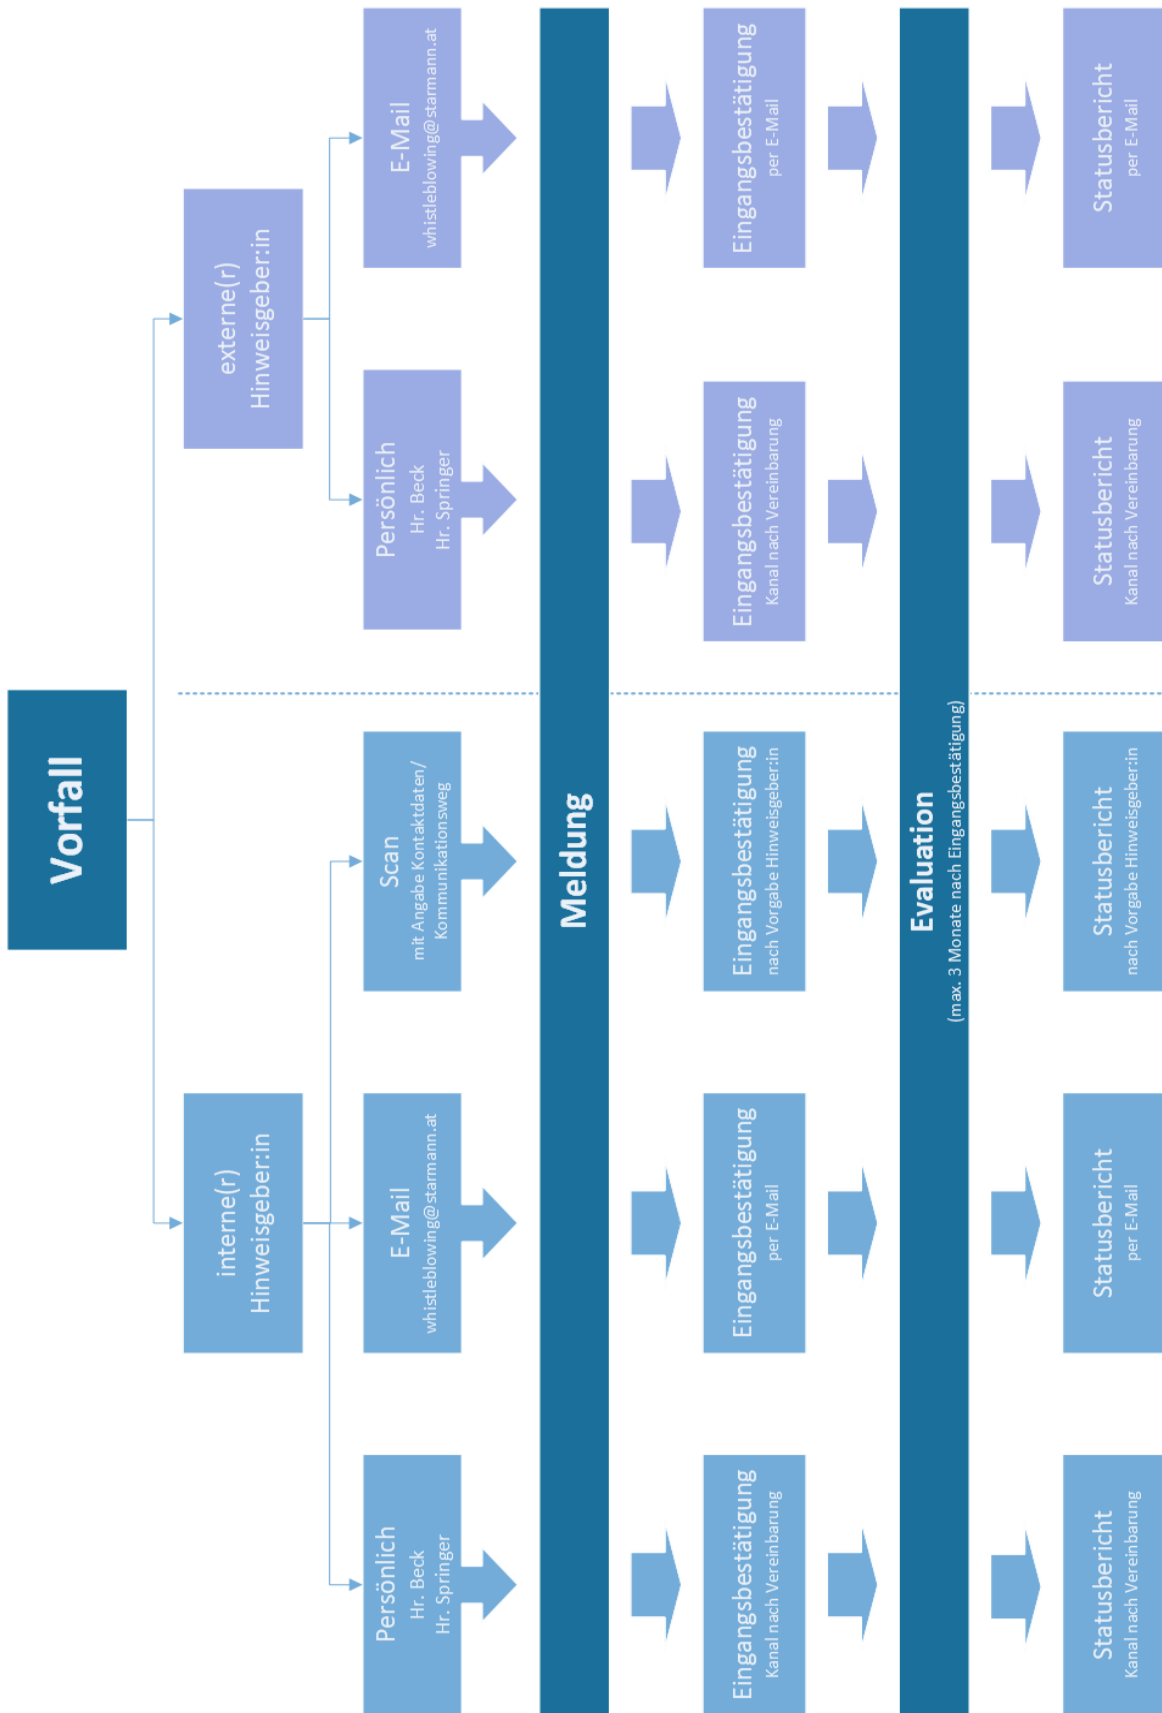 Vorfall
interne(r)
Hinweisgeber:in
externe(r)
Hinweisgeber:in
Persönlich
Hr. Beck
Hr. Springer
E-Mail
whistleblowing@starmann.at
Scan
mit Angabe Kontaktdaten/
Kommunikationsweg
Persönlich
Hr. Beck
Hr. Springer
E-Mail
whistleblowing@starmann.at
Meldung
Eingangsbestätigung
Kanal nach Vereinbarung
Eingangsbestätigung
per E-Mail
Eingangsbestätigung
nach Vorgabe Hinweisgeber:in
Eingangsbestätigung
Kanal nach Vereinbarung
Eingangsbestätigung
per E-Mail
Evaluation
(max. 3 Monate nach Eingangsbestätigung)
Statusbericht
Kanal nach Vereinbarung
Statusbericht
per E-Mail
Statusbericht
nach Vorgabe Hinweisgeber:in
Statusbericht
Kanal nach Vereinbarung
Statusbericht
per E-Mail